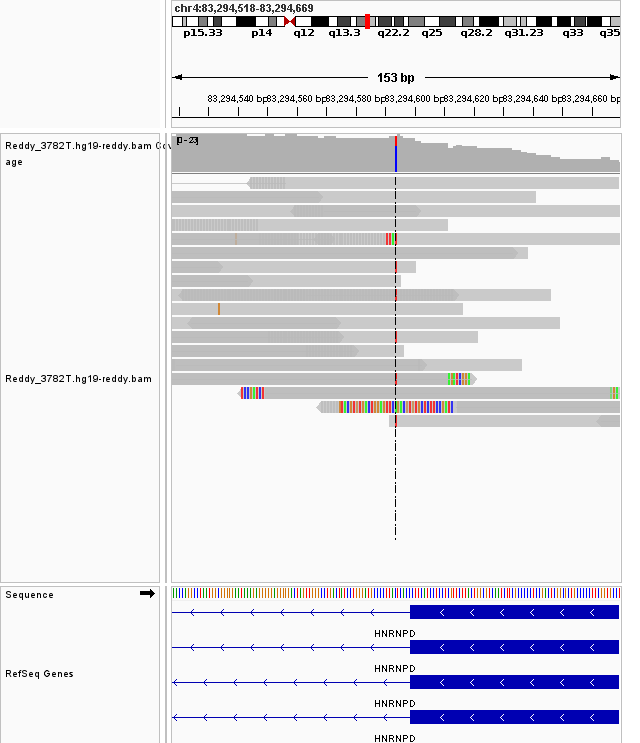 chr4:83,294,518-83,294,669
p15.33 p14 q12 q13.3 q22.2 q25 q28.2 q31.23 q33 q35
153 bp
83,294,540 bp 83,294,560 bp 83,294,580 bp 83,294,600 bp 83,294,620 bp 83,294,640 bp 83,294,660 bp
[0-23]
Reddy_3782T.hg19-reddy.bam Cov
age
Reddy_3782T.hg19-reddy.bam
Sequence
HNRNPD
HNRNPD
RefSeq Genes
HNRNPD
HNRNPD